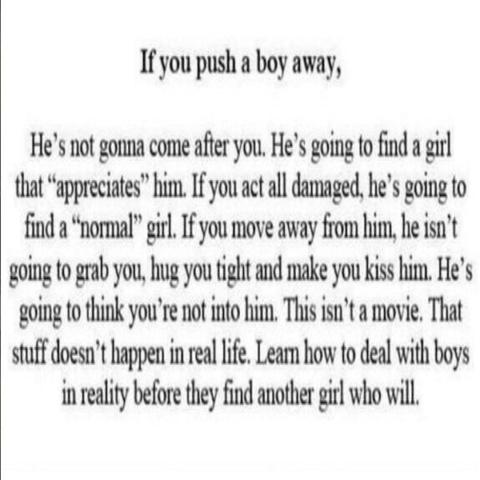 If you push a boy away,
He's not gonna come after you. He's going to find a girl
that “appreciates” him. If you act all damaged, he's going to
find a “normal” girl. If you move away from him, he isn't
going to grab you, hug you tight and make you kiss him. He's
going to think you're not into him. This isn't a movie. That
stuff doesn't happen in real life. Learn how to deal with boys
in reality before they find another girl who will.